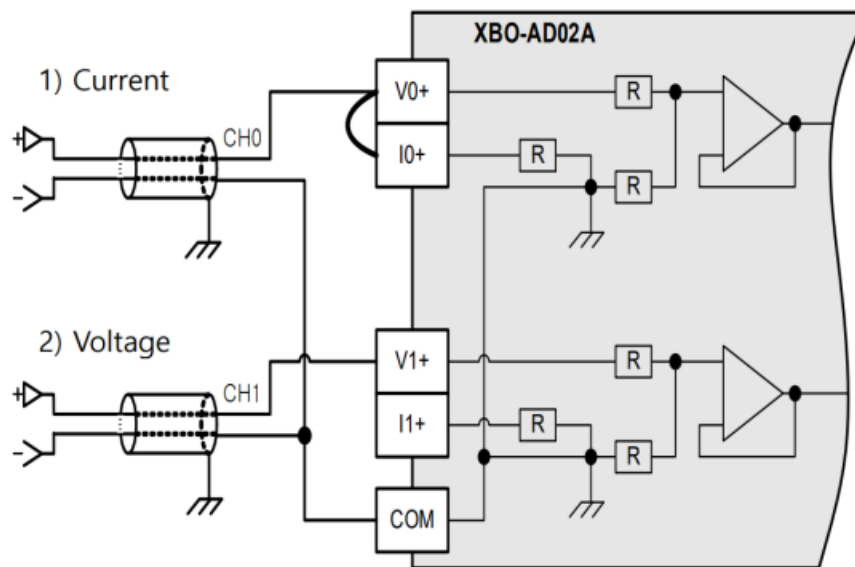 XBO-AD02A
1) Current
V0+
R
+
CH0
I0+
R
-
R
2) Voltage
V1+
R
+
CH1
I1+
R
-
R
COM